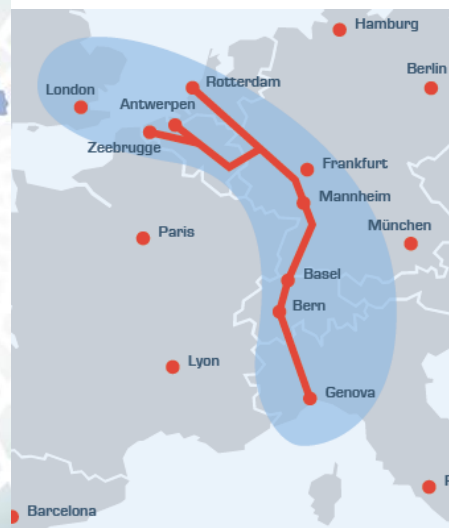 Hamburg
Berlin
London
Rotterdam
Antwerpen
Zeebrugge
Frankfurt
Mannheim
Paris
München
Basel
Bern
Lyon
Genova
Barcelona